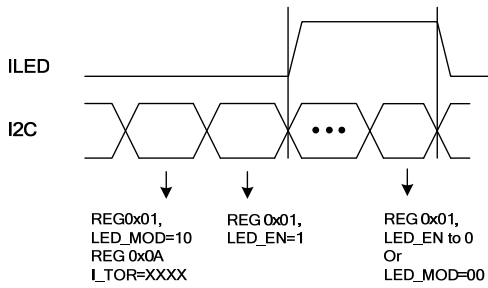 ILED
I2C
REG0x01,
LED_MOD=10
REG 0x0A
I_TOR=XXXX
REG 0x01,
LED_EN=1
REG 0x01,
LED_EN to 0
Or
LED_MOD=00